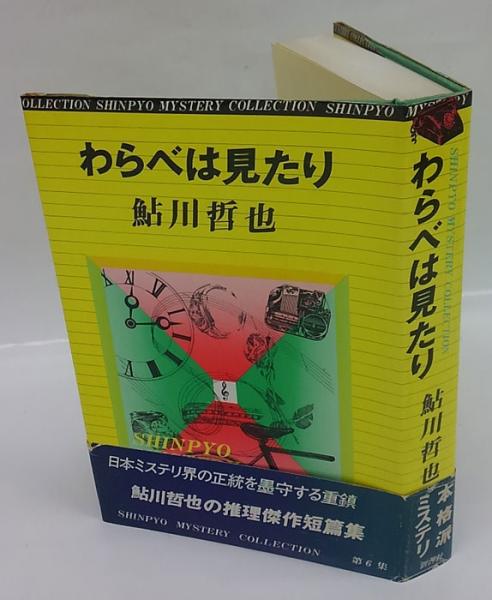 OLLECTION SHINPYO MYSTERY COLLECTION SHINPYO MYSTERY
わらべは見たり
鮎川哲也
SHINPYO
日本ミステリ界の正統を墨守する重鎮
鮎川哲也の推理傑作短篇集
SHINPYO MYSTERY COLLECTION
第6集
わらべは見たり
SHINPYO MYSTERY COLLECTION
鮎川哲也
本格派
ミステリ
新評社